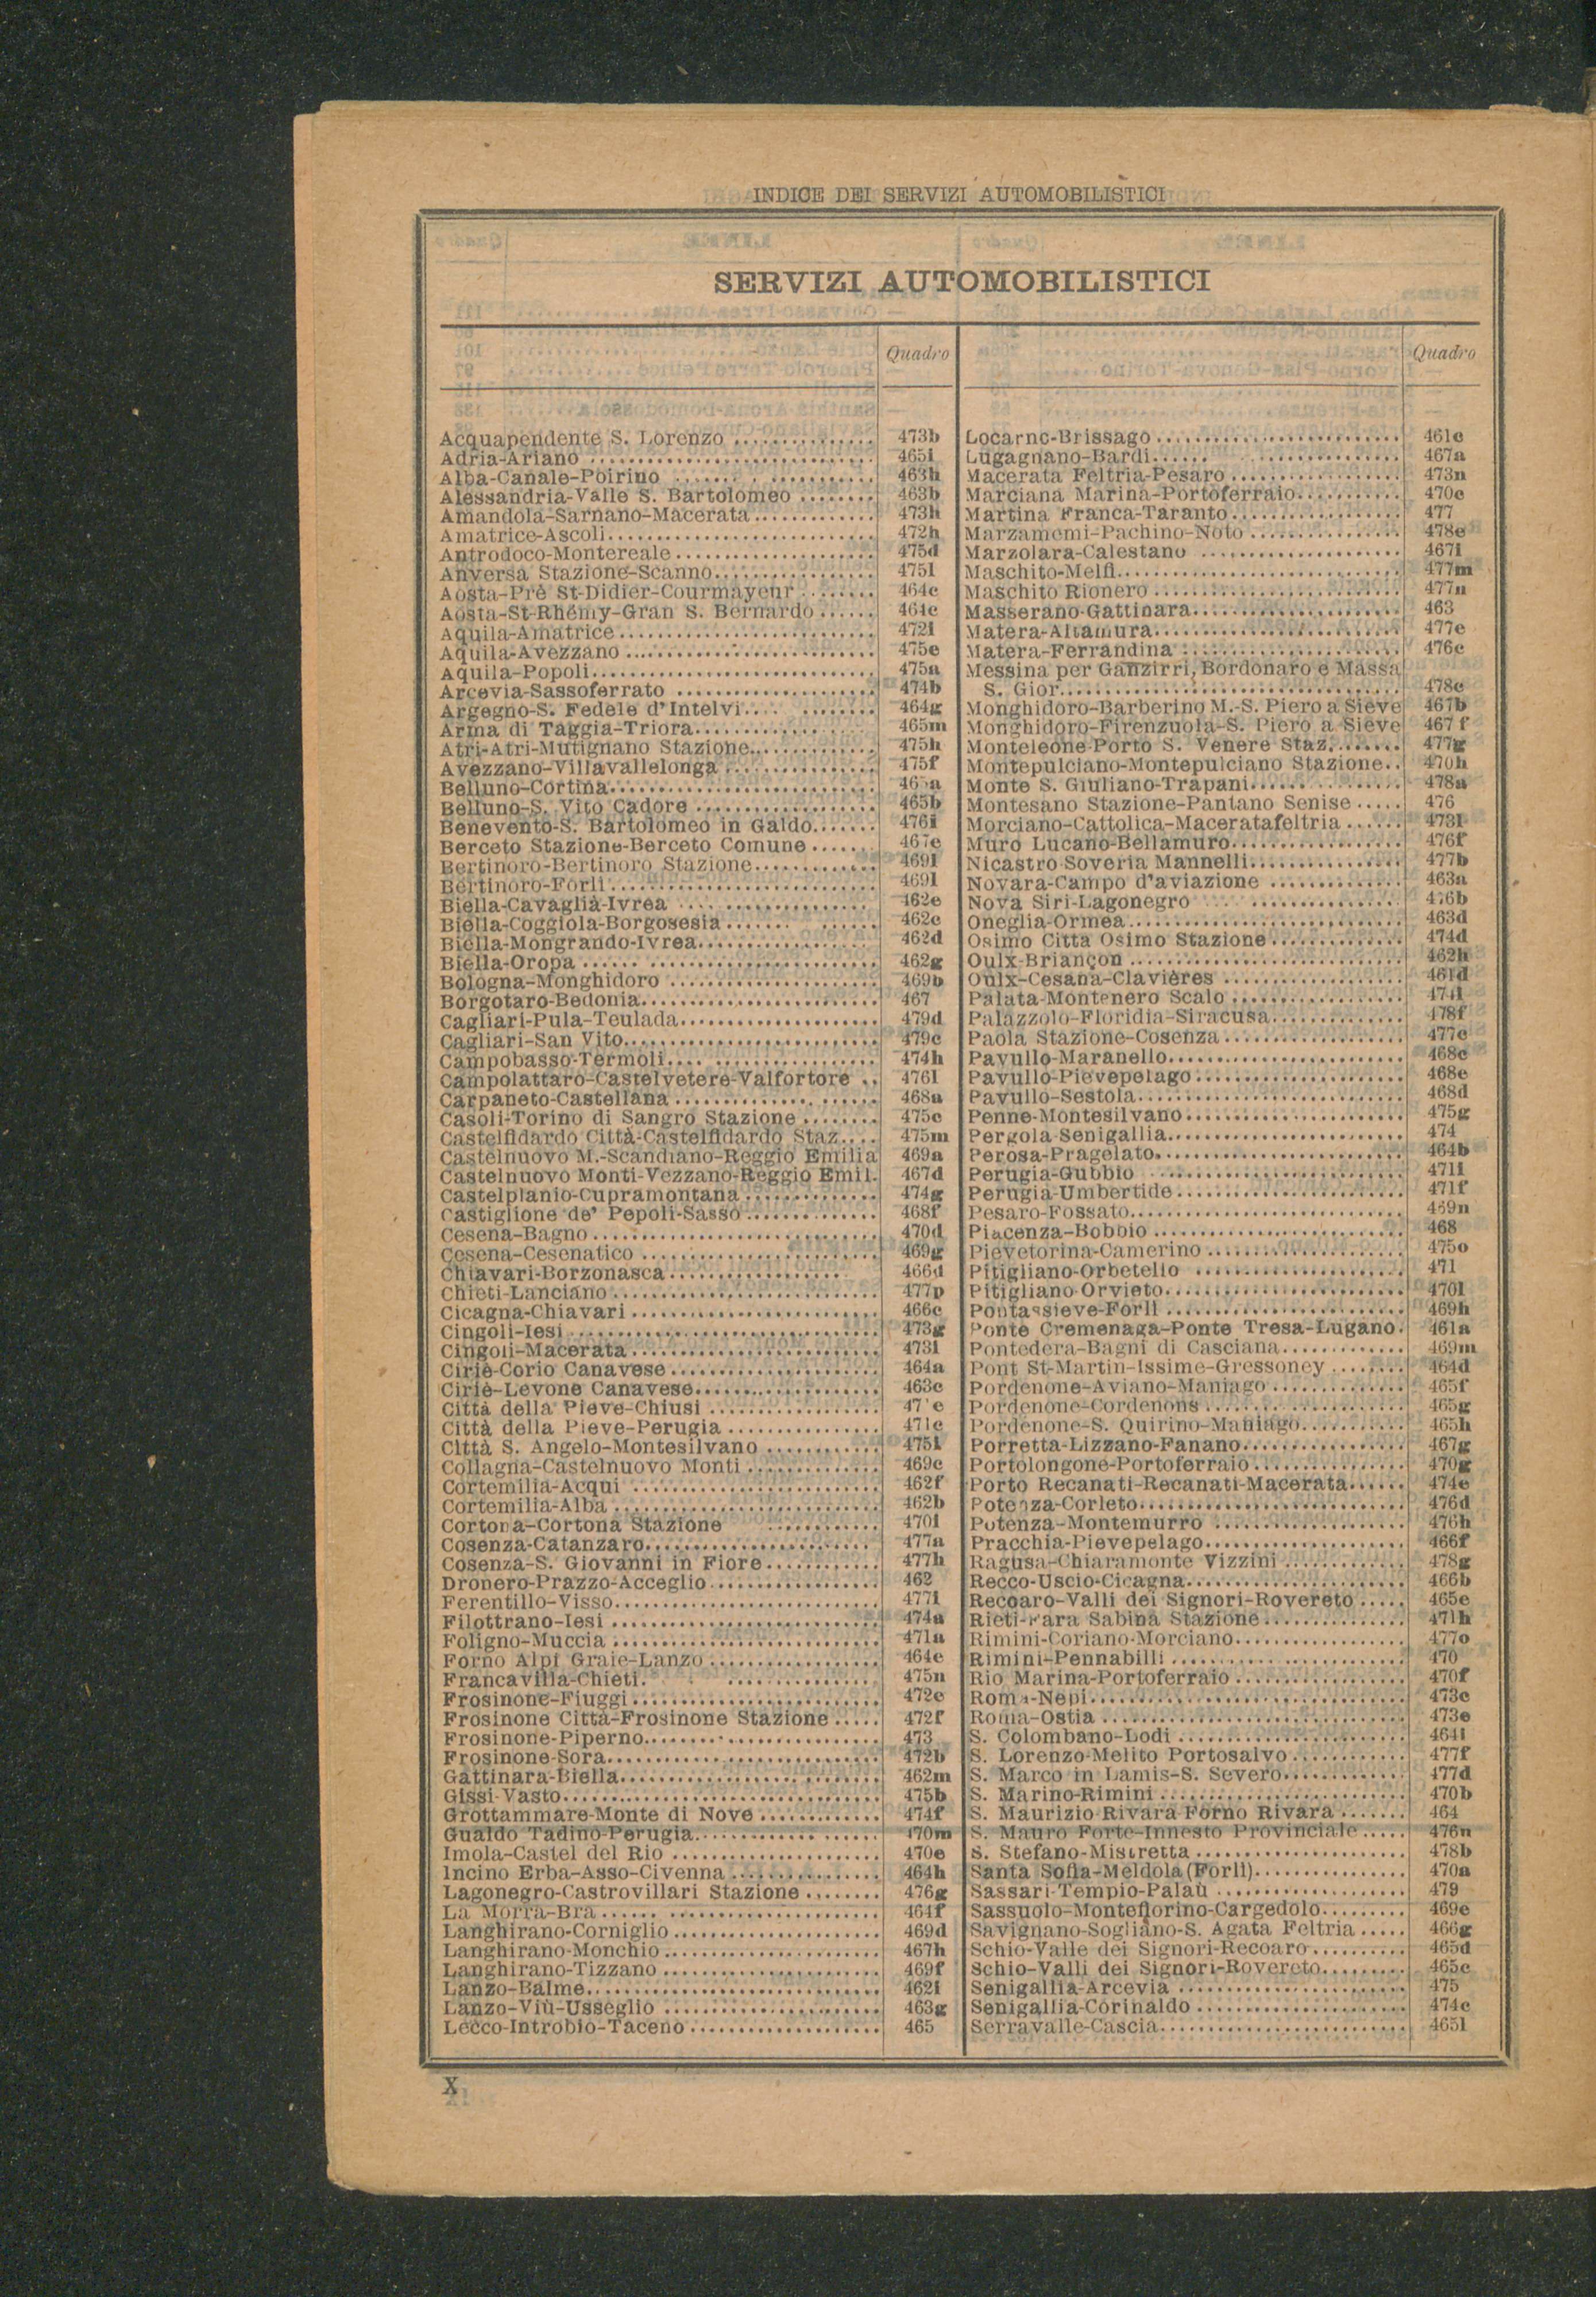 INDICE DEI SERVIZI AUTOMOBILISTICI
SERVIZI AUTOMOBILISTICI
Quadro
Acquapendente S. Lorenzo ............... 473b
Adria-Ariano ............... 465i
Alba-Canale-Poirino ............... 463h
Alessandria-Valle S. Bartolomeo ........ 463b
Amandola-Sarnano-Macerata ............... 473h
Amatrice-Ascoli ............... 472h
Antrodoco-Montereale ............... 475d
Anversa Stazione-Scanno ............... 475l
Aosta-Prè St-Didier-Courmayeur ........ 464c
Aosta-St-Rhémy-Gran S. Bernardo ...... 461c
Aquila-Amatrice ............... 472i
Aquila-Avezzano ............... 475e
Aquila-Popoli ............... 475a
Arcevia-Sassoferrato ............... 474b
Argegno-S. Fedele d'Intelvi ............... 464g
Arma di Taggia-Triora ............... 465m
Atri-Atri-Mutignano Stazione ............... 475h
Avezzano-Villavallelonga ............... 475f
Belluno-Cortina ...............
Belluno-S. Vito Cadore ............... 465b
Benevento-S. Bartolomeo in Galdo ....... 476i
Berceto Stazione-Berceto Comune ....... 467e
Bertinoro-Bertinoro Stazione ............... 469i
Bertinoro-Forlì ............... 469l
Biella-Cavaglià-Ivrea ............... 462e
Biella-Coggiola-Borgosesia ............... 462c
Biella-Mongrando-Ivrea ............... 462d
Biella-Oropa ............... 462g
Bologna-Monghidoro ............... 469b
Borgotaro-Bedonia ............... 467
Cagliari-Pula-Teulada ............... 479d
Cagliari-San Vito ............... 479c
Campobasso-Termoli ............... 474h
Campolattaro-Castelvetere-Valfortore .. 476l
Carpaneto-Castellana ............... 468a
Casoli-Torino di Sangro Stazione ........ 475c
Castelfidardo Città-Castelfidardo Staz.... 475m
Castelnuovo M.-Scandiano-Reggio Emilia 469a
Castelnuovo Monti-Vezzano-Reggio Emil. 467d
Castelplanio-Cupramontana ............... 474g
Castiglione de' Pepoli-Sasso ............... 468f
Cesena-Bagno ............... 470d
Cesena-Cesenatico ............... 469g
Chiavari-Borzonasca ............... 466d
Chieti-Lanciano ............... 477p
Cicagna-Chiavari ............... 466c
Cingoli-Iesi ............... 473g
Cingoli-Macerata ............... 473i
Ciriè-Corio Canavese ............... 464a
Ciriè-Levone Canavese ............... 463c
Città della Pieve-Chiusi ...............
Città della Pieve-Perugia ............... 471c
Città S. Angelo-Montesilvano ............... 475i
Collagna-Castelnuovo Monti ............... 469c
Cortemilia-Acqui ............... 462f
Cortemilia-Alba ............... 462b
Cortona-Cortona Stazione ............... 470i
Cosenza-Catanzaro ............... 477a
Cosenza-S. Giovanni in Fiore ............... 477h
Dronero-Prazzo-Acceglio ............... 462
Ferentillo-Visso ............... 477i
Filottrano-Iesi ............... 474a
Foligno-Muccia ............... 471a
Forno Alpi Graie-Lanzo ............... 464e
Francavilla-Chieti. ............... 475n
Frosinone-Fiuggi ............... 472e
Frosinone Città-Frosinone Stazione ..... 472f
Frosinone-Piperno ............... 473
Frosinone-Sora ............... 472b
Gattinara-Biella ............... 462m
Gissi-Vasto ............... 475b
Grottammare-Monte di Nove ............... 474f
Gualdo Tadino-Perugia ............... 470m
Imola-Castel del Rio ............... 470e
Incino Erba-Asso-Civenna ............... 464h
Lagonegro-Castrovillari Stazione ........ 476g
La Morra-Bra ............... 464f
Langhirano-Corniglio ............... 469d
Langhirano-Monchio ............... 467h
Langhirano-Tizzano ............... 469f
Lanzo-Balme ............... 462i
Lanzo-Viù-Usseglio ............... 463g
Lecco-Introbio-Taceno ............... 465
Quadro
Locarno-Brissago ............... 461e
Lugagnano-Bardi ............... 467a
Macerata Feltria-Pesaro ............... 473n
Marciana Marina-Portoferraio ............... 470c
Martina Franca-Taranto ............... 477
Marzamemi-Pachino-Noto ............... 478e
Marzolara-Calestano ............... 467i
Maschito-Melfi ............... 477m
Maschito Rionero ............... 477n
Masserano-Gattinara ............... 463
Matera-Altamura ............... 477e
Matera-Ferrandina ............... 476c
Messina per Ganzirri, Bordonaro e Massa
S. Gior ............... 478c
Monghidoro-Barberino M.-S. Piero a Sieve 467b
Monghidoro-Firenzuola-S. Piero a Sieve 467 f
Monteleone-Porto S. Venere Staz. ....... 477g
Montepulciano-Montepulciano Stazione.. 470h
Monte S. Giuliano-Trapani ............... 478a
Montesano Stazione-Pantano Senise ..... 476
Morciano-Cattolica-Maceratafeltria ...... 473l
Muro Lucano-Bellamuro ............... 476f
Nicastro Soveria Mannelli ............... 477b
Novara-Campo d'aviazione ............... 463a
Nova Siri-Lagonegro ............... 476b
Oneglia-Ormea ............... 463d
Osimo Città Osimo Stazione ............... 474d
Oulx-Briançon ............... 462h
Oulx-Cesana-Clavières ............... 461d
Palata-Montenero Scalo ...............
Palazzolo-Floridia-Siracusa ............... 478f
Paola Stazione-Cosenza ............... 477c
Pavullo-Maranello ............... 468c
Pavullo-Pievepelago ............... 468e
Pavullo-Sestola ............... 468d
Penne-Montesilvano ............... 475g
Pergola-Senigallia ............... 474
Perosa-Pragelato ............... 464b
Perugia-Gubbio ............... 471i
Perugia-Umbertide ............... 471f
Pesaro-Fossato ............... 469n
Piacenza-Bobbio ............... 468
Pievetorina-Camerino ............... 475o
Pitigliano-Orbetello ............... 471
Pitigliano-Orvieto ............... 470l
Pontassieve-Forlì ............... 469h
Ponte Cremenaga-Ponte Tresa-Lugano. 461a
Pontedera-Bagni di Casciana ............... 469m
Pont St-Martin-Issime-Gressoney ........ 464d
Pordenone-Aviano-Maniago ............... 465f
Pordenone-Cordenons ............... 465g
Pordenone-S. Quirino-Maniago ............... 465h
Porretta-Lizzano-Fanano ............... 467g
Portolongone-Portoferraio ............... 470g
Porto Recanati-Recanati-Macerata ...... 474e
Potenza-Corleto ............... 476d
Potenza-Montemurro ............... 476h
Pracchia-Pievepelago ............... 466f
Ragusa-Chiaramonte Vizzini ............... 478g
Recco-Uscio-Cicagna ............... 466b
Recoaro-Valli dei Signori-Rovereto ..... 465e
Rieti-Fara Sabina Stazione ............... 471h
Rimini-Coriano-Morciano ............... 477o
Rimini-Pennabilli ............... 470
Rio Marina-Portoferraio ............... 470f
Roma-Nepi ............... 473c
Roma-Ostia ............... 473e
S. Colombano-Lodi ............... 464i
S. Lorenzo-Melito Portosalvo ............... 477f
S. Marco in Lamis-S. Severo ............... 477d
S. Marino-Rimini ............... 470b
S. Maurizio Rivara Forno Rivara ....... 464
S. Mauro Forte-Innesto Provinciale ..... 476n
S. Stefano-Mistretta ............... 478b
Santa Sofia-Meldola (Forlì) ............... 470a
Sassari-Tempio-Palaù ............... 479
Sassuolo-Montefiorino-Cargedolo ......... 469e
Savignano-Sogliano-S. Agata Feltria ..... 466g
Schio-Valle dei Signori-Recoaro .......... 465d
Schio-Valli dei Signori-Rovereto ......... 465c
Senigallia-Arcevia ............... 475
Senigallia-Corinaldo ............... 474c
Serravalle-Cascia ............... 465l
X